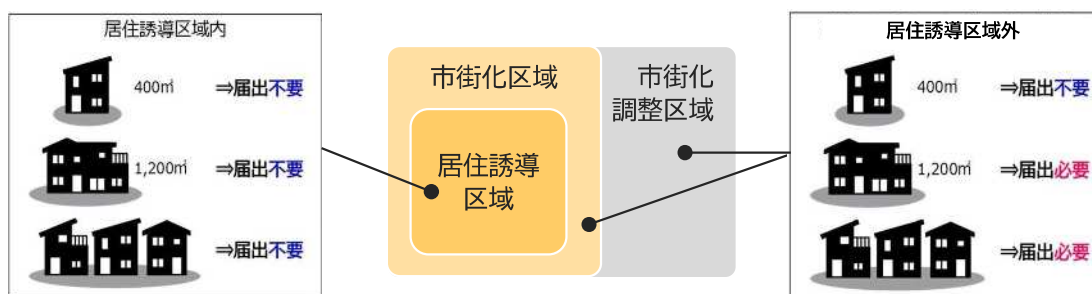 居住誘導区域内
400㎡ ⇒届出不要
1,200㎡ ⇒届出不要
⇒届出不要
市街化区域
居住誘導
区域
市街化
調整区域
居住誘導区域外
400㎡ ⇒届出不要
1,200㎡ ⇒届出必要
⇒届出必要